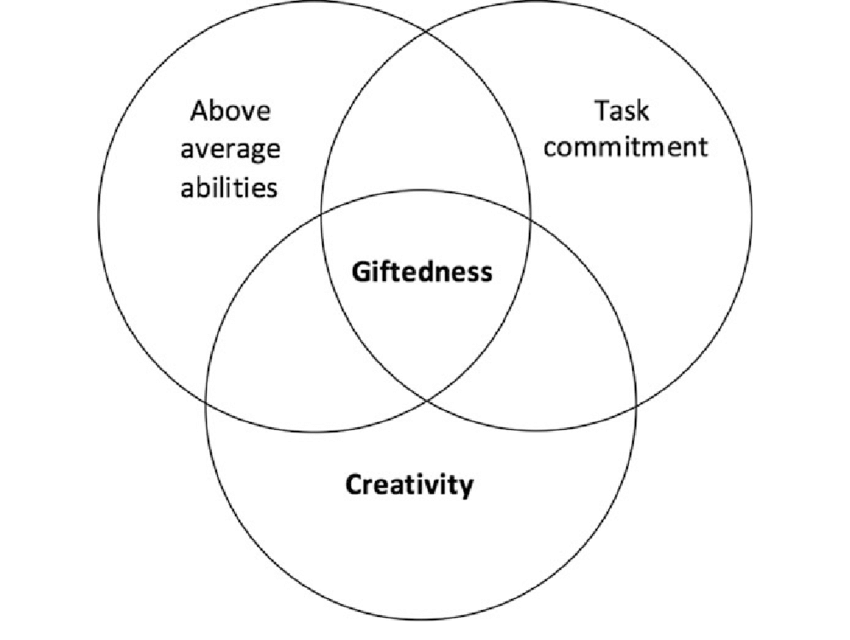 Above
average
abilities
Task
commitment
Giftedness
Creativity